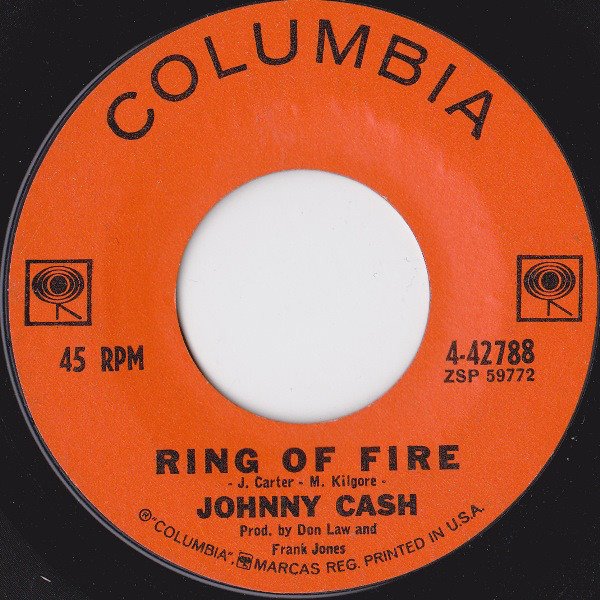 COLUMBIA
45 RPM
4-42788
ZSP 59772
RING OF FIRE
- J. Carter - M. Kilgore -
JOHNNY CASH
Prod. by Don Law and
Frank Jones
® "COLUMBIA", MARCAS REG. PRINTED IN U.S.A.